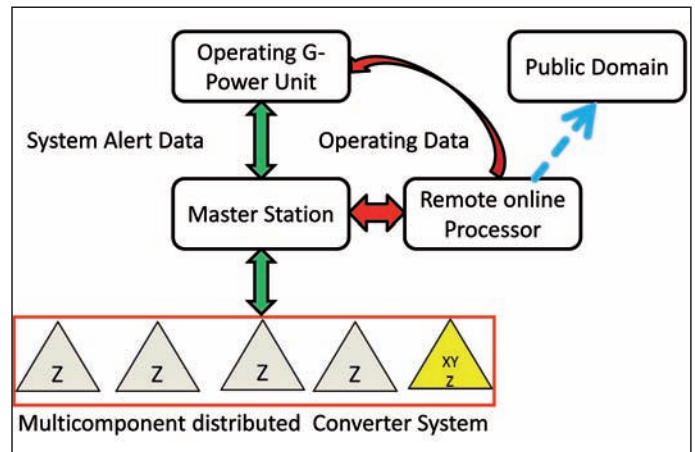 Operating G-
Power Unit
Public Domain
System Alert Data
Operating Data
Master Station
Remote online
Processor
Z
Z
Z
Z
XY
Z
Multicomponent distributed Converter System